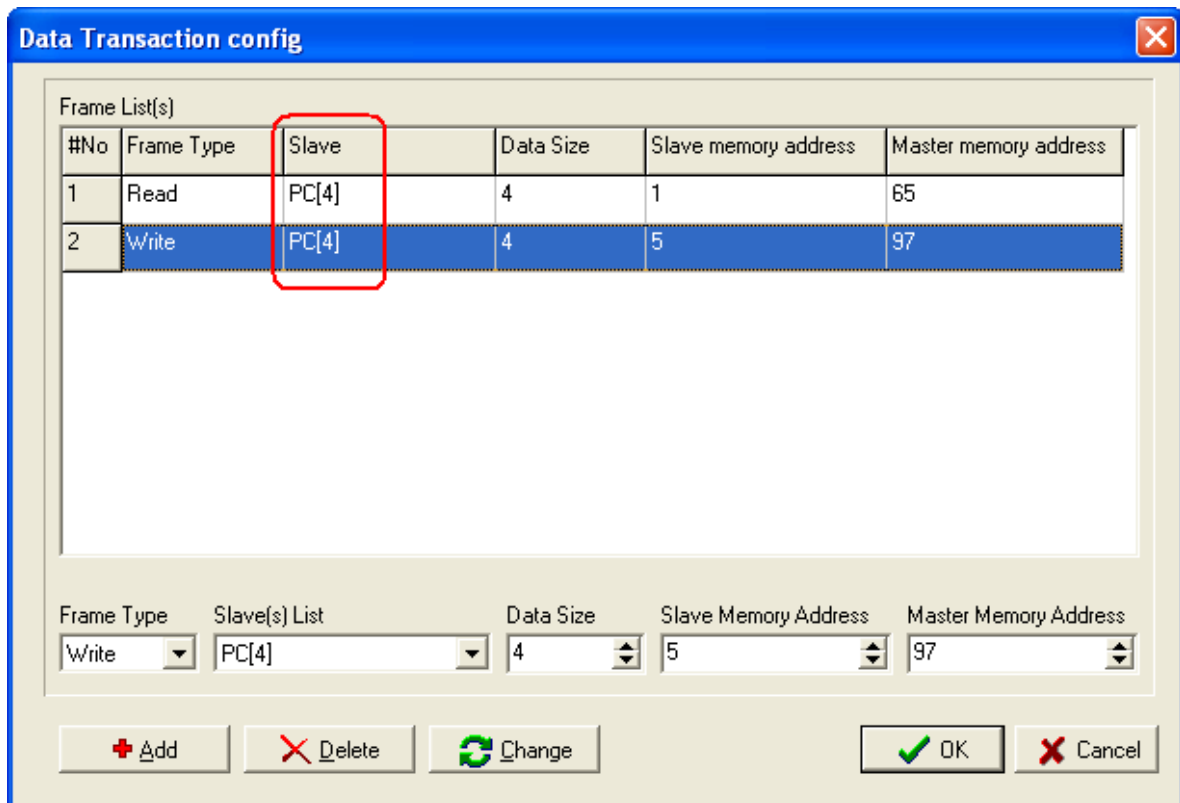 Data Transaction config
Frame List(s)
#No Frame Type Slave Data Size Slave memory address Master memory address
1 Read PC[4] 4 1 65
2 Write PC[4] 4 5 97
Frame Type Slave(s) List Data Size Slave Memory Address Master Memory Address
Write PC[4] 4 5 97
Add Delete Change OK Cancel